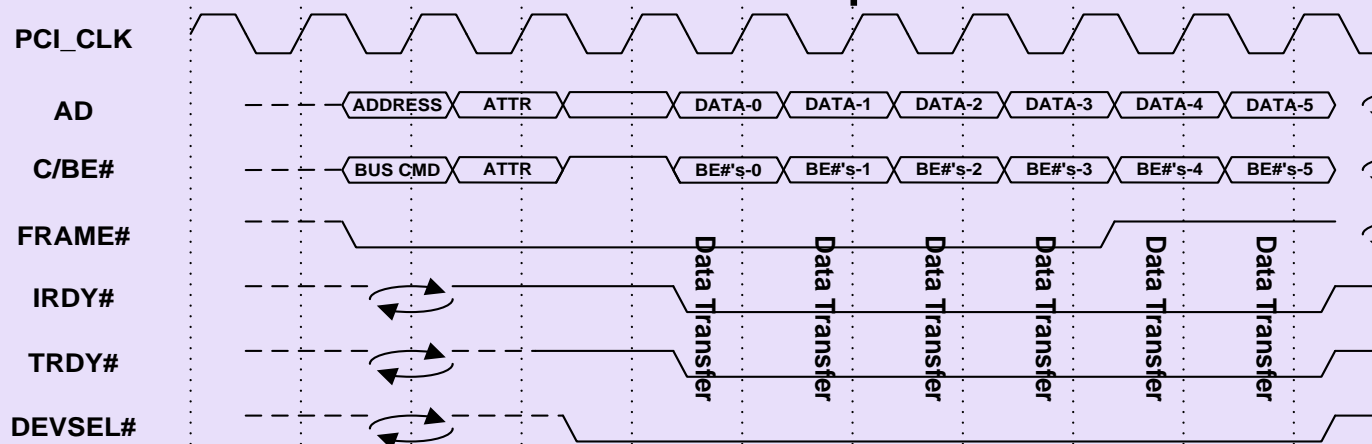 PCI_CLK
AD
ADDRESS ATTR DATA-0 DATA-1 DATA-2 DATA-3 DATA-4 DATA-5
C/BE#
BUS CMD ATTR BE#'s-0 BE#'s-1 BE#'s-2 BE#'s-3 BE#'s-4 BE#'s-5
FRAME#
IRDY#
TRDY#
DEVSEL#
Data Transfer
Data Transfer
Data Transfer
Data Transfer
Data Transfer
Data Transfer